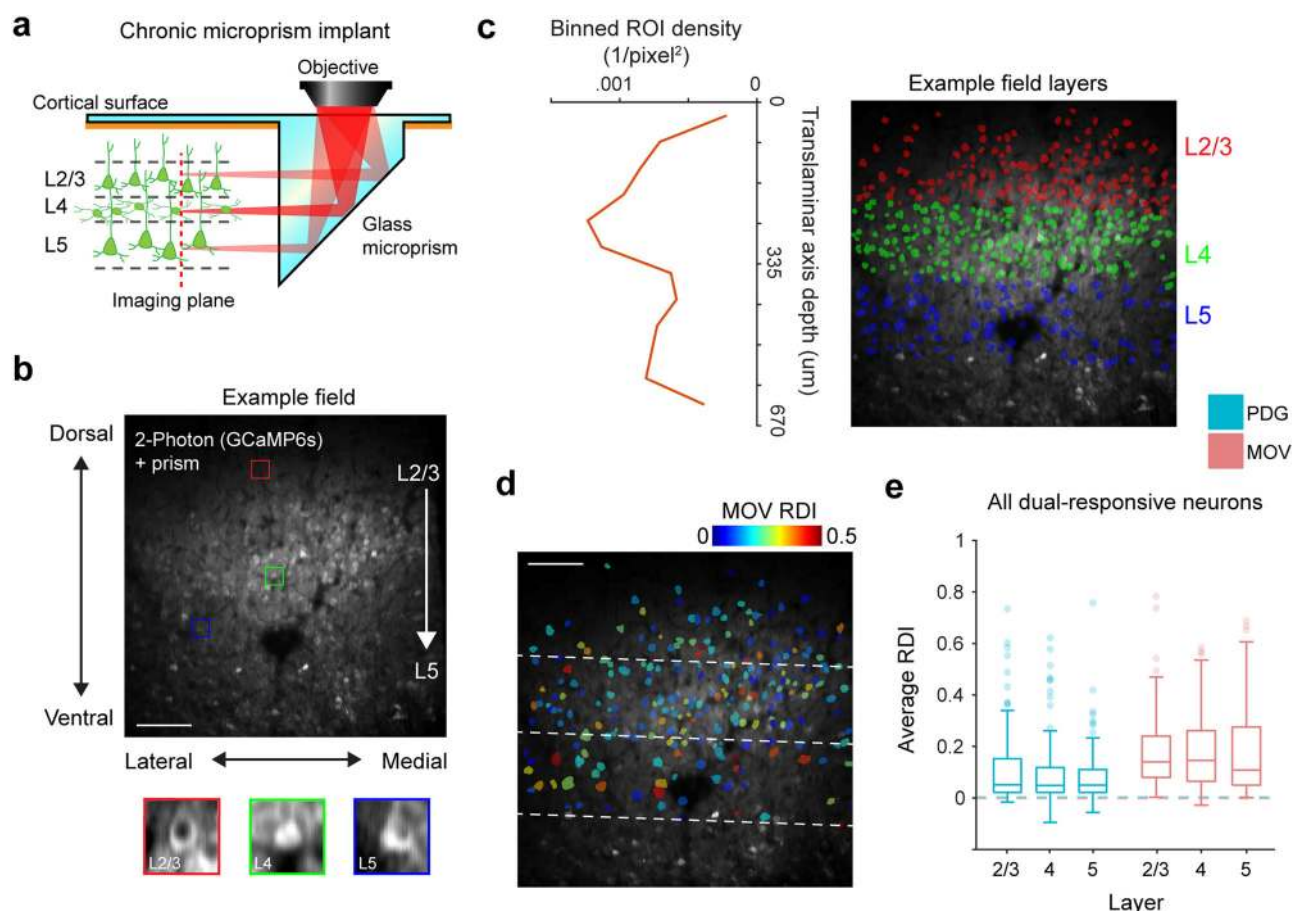 a
Chronic microprism implant
Objective
Cortical surface
L2/3
L4
L5
Glass
microprism
Imaging plane
b
Example field
Dorsal
2-Photon (GCaMP6s)
+ prism
L2/3
L5
Ventral
Lateral
Medial
L2/3
L4
L5
c
Binned ROI density
(1/pixel²)
.001
0
0
335
670
Translaminar axis depth (um)
Example field layers
L2/3
L4
L5
PDG
MOV
d
MOV RDI
0
0.5
e
All dual-responsive neurons
1
0.8
0.6
0.4
0.2
0
Average RDI
2/3 4 5 2/3 4 5
Layer